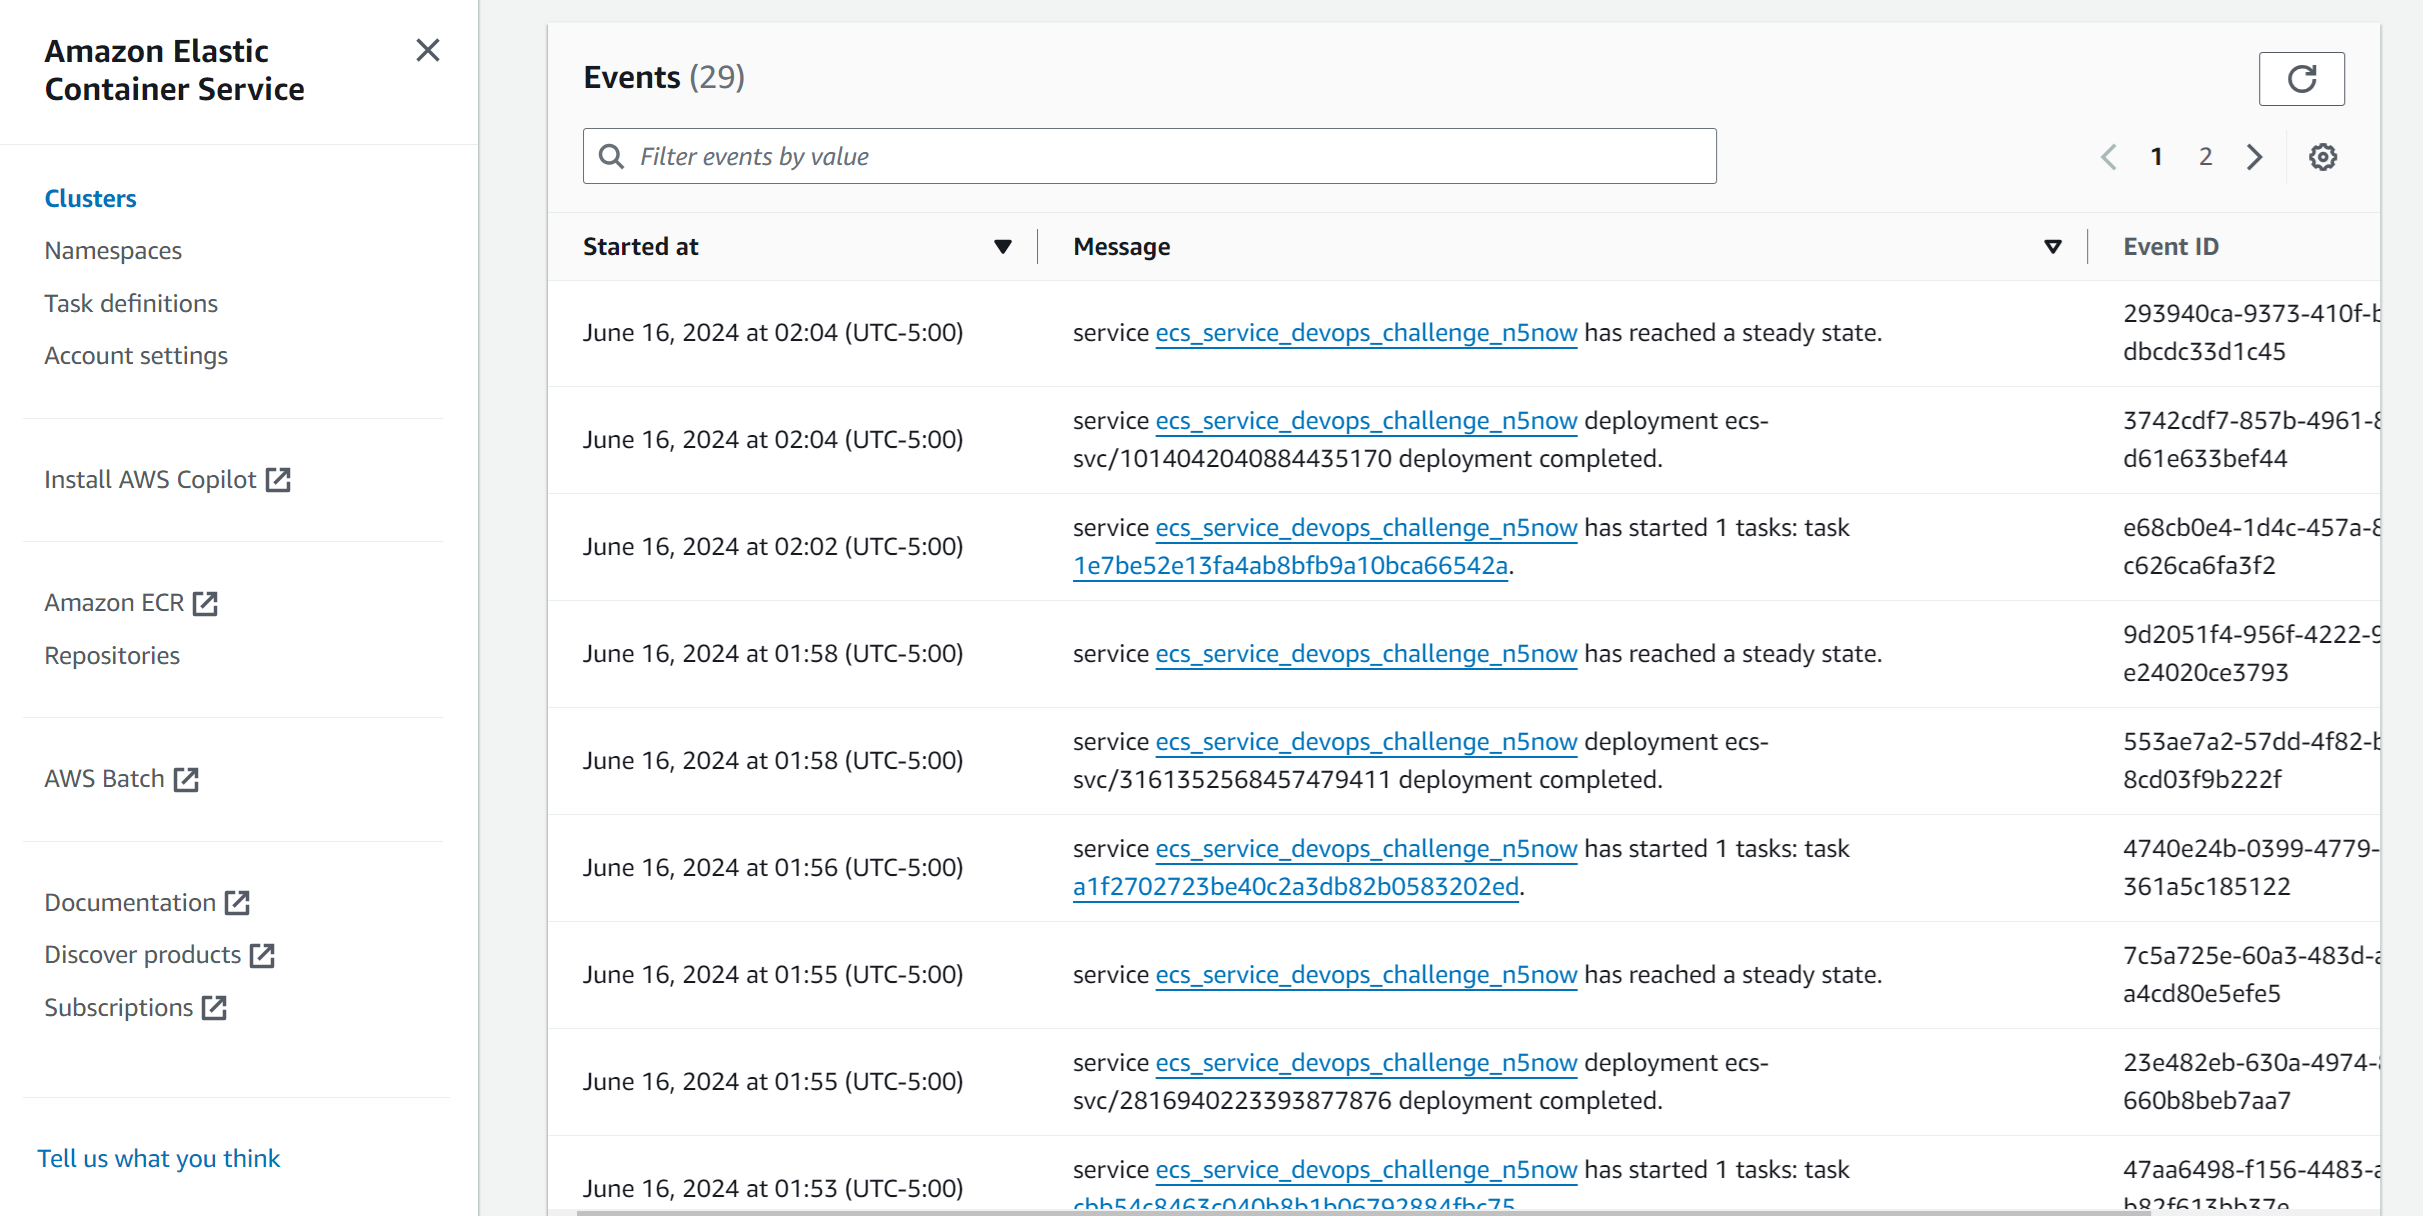 Amazon Elastic
Container Service
Clusters
Namespaces
Task definitions
Account settings
Install AWS Copilot
Amazon ECR
Repositories
AWS Batch
Documentation
Discover products
Subscriptions
Tell us what you think
Events (29)
Filter events by value
1 2
Started at Message Event ID
June 16, 2024 at 02:04 (UTC-5:00)
service ecs_service_devops_challenge_n5now has reached a steady state.
293940ca-9373-410f-
dbcdc33d1c45
June 16, 2024 at 02:04 (UTC-5:00)
service ecs_service_devops_challenge_n5now deployment ecs-
svc/1014042040884435170 deployment completed.
3742cdf7-857b-4961-
d61e633bef44
June 16, 2024 at 02:02 (UTC-5:00)
service ecs_service_devops_challenge_n5now has started 1 tasks: task
1e7be52e13fa4ab8bfb9a10bca66542a.
e68cb0e4-1d4c-457a-
c626ca6fa3f2
June 16, 2024 at 01:58 (UTC-5:00)
service ecs_service_devops_challenge_n5now has reached a steady state.
9d2051f4-956f-4222-
e24020ce3793
June 16, 2024 at 01:58 (UTC-5:00)
service ecs_service_devops_challenge_n5now deployment ecs-
svc/3161352568457479411 deployment completed.
553ae7a2-57dd-4f82-
8cd03f9b222f
June 16, 2024 at 01:56 (UTC-5:00)
service ecs_service_devops_challenge_n5now has started 1 tasks: task
a1f2702723be40c2a3db82b0583202ed.
4740e24b-0399-4779-
361a5c185122
June 16, 2024 at 01:55 (UTC-5:00)
service ecs_service_devops_challenge_n5now has reached a steady state.
7c5a725e-60a3-483d-
a4cd80e5efe5
June 16, 2024 at 01:55 (UTC-5:00)
service ecs_service_devops_challenge_n5now deployment ecs-
svc/2816940223393877876 deployment completed.
23e482eb-630a-4974-
660b8beb7aa7
June 16, 2024 at 01:53 (UTC-5:00)
service ecs_service_devops_challenge_n5now has started 1 tasks: task
47aa6498-f156-4483-